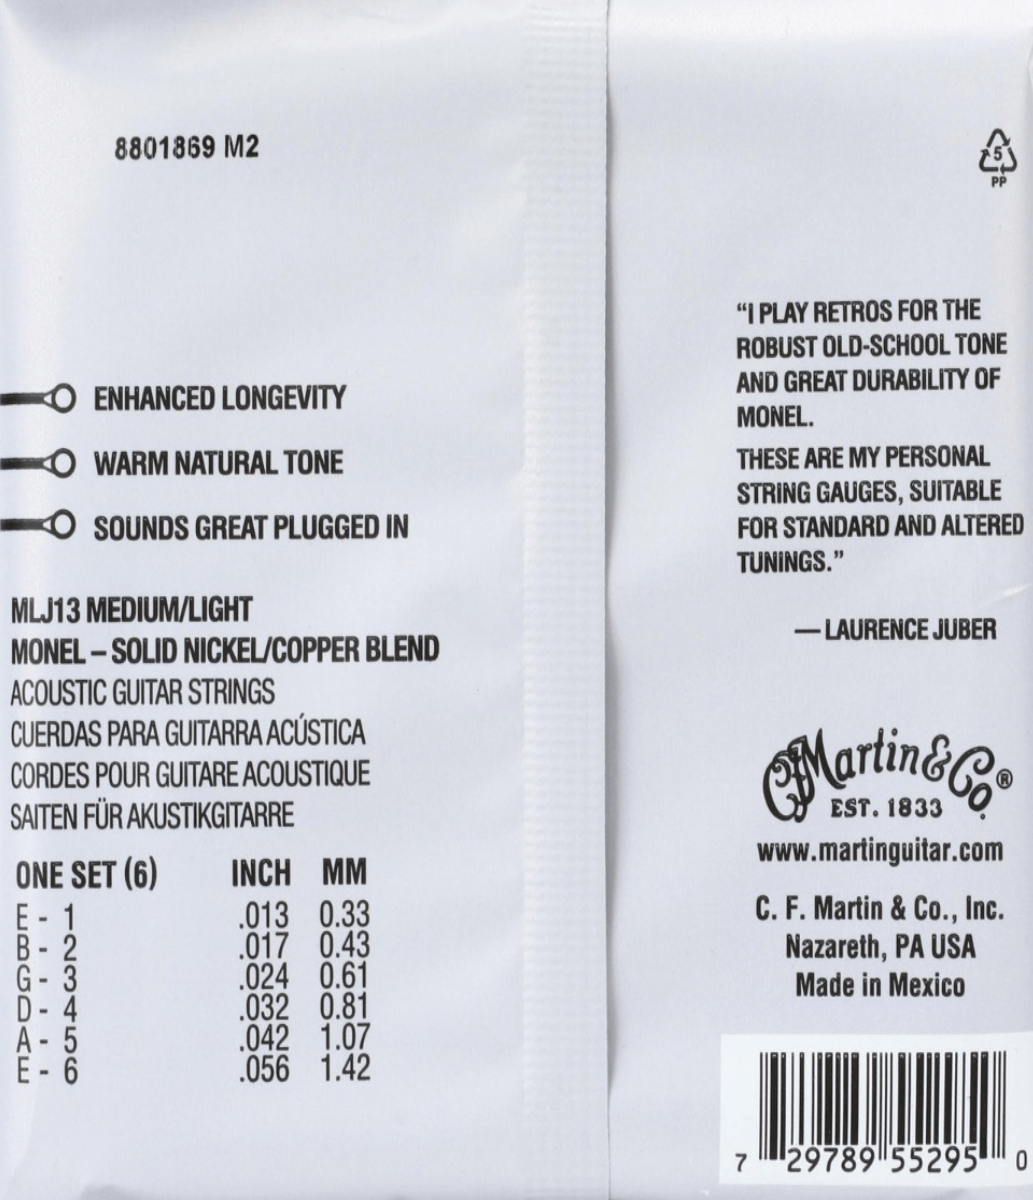 8801869 M2
ENHANCED LONGEVITY
WARM NATURAL TONE
SOUNDS GREAT PLUGGED IN
MLJ13 MEDIUM/LIGHT
MONEL – SOLID NICKEL/COPPER BLEND
ACOUSTIC GUITAR STRINGS
CUERDAS PARA GUITARRA ACÚSTICA
CORDES POUR GUITARE ACOUSTIQUE
SAITEN FÜR AKUSTIKGITARRE
ONE SET (6) INCH MM
E - 1 .013 0.33
B - 2 .017 0.43
G - 3 .024 0.61
D - 4 .032 0.81
A - 5 .042 1.07
E - 6 .056 1.42
5
PP
“I PLAY RETROS FOR THE
ROBUST OLD-SCHOOL TONE
AND GREAT DURABILITY OF
MONEL.
THESE ARE MY PERSONAL
STRING GAUGES, SUITABLE
FOR STANDARD AND ALTERED
TUNINGS.”
— LAURENCE JUBER
CF Martin & Co.®
EST. 1833
www.martinguitar.com
C. F. Martin & Co., Inc.
Nazareth, PA USA
Made in Mexico
7 29789 55295 0